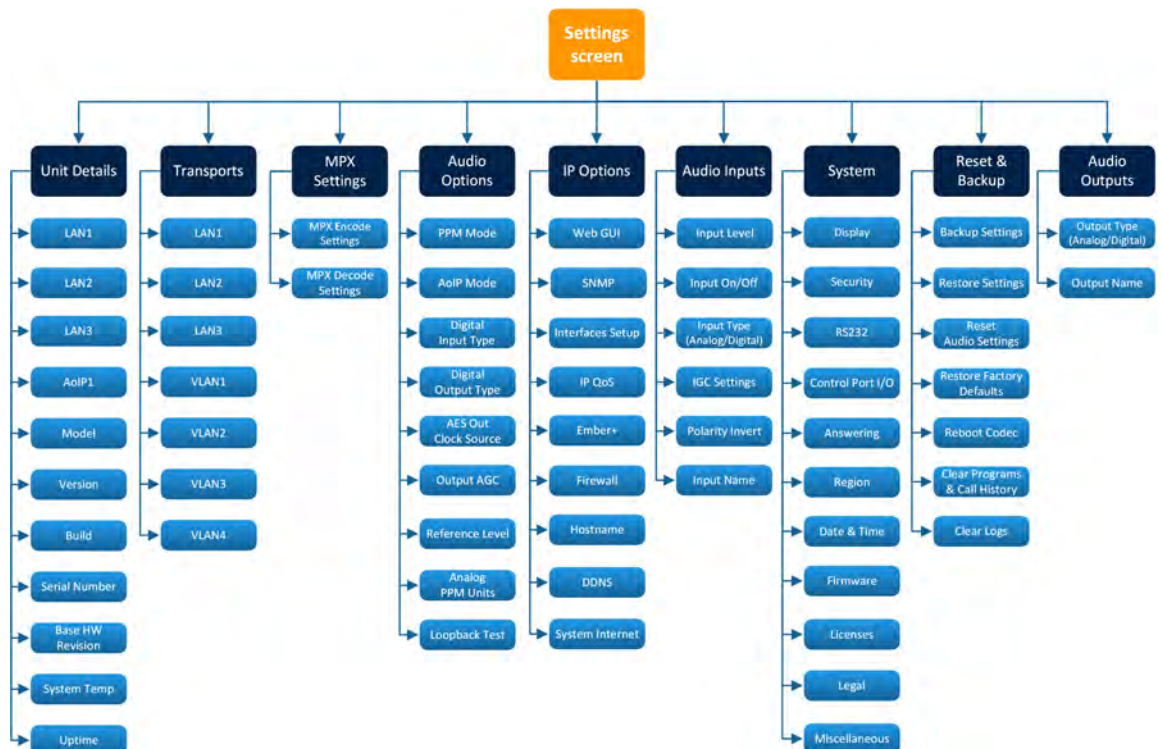 Settings
screen
Unit Details
Transports
MPX
Settings
Audio
Options
IP Options
Audio Inputs
System
Reset &
Backup
Audio
Outputs
LAN1
LAN2
LAN3
AoIP1
Model
Version
Build
Serial Number
Base HW
Revision
System Temp
Uptime
LAN1
LAN2
LAN3
VLAN1
VLAN2
VLAN3
VLAN4
MPX Encode
Settings
MPX Decode
Settings
PPM Mode
AoIP Mode
Digital
Input Type
Digital
Output Type
AES Out
Clock Source
Output AGC
Reference Level
Analog
PPM Units
Loopback Test
Web GUI
SNMP
Interfaces Setup
IP QoS
Ember+
Firewall
Hostname
DDNS
System Internet
Input Level
Input On/Off
Input Type
(Analog/Digital)
IGC Settings
Polarity Invert
Input Name
Display
Security
RS232
Control Port I/O
Answering
Region
Date & Time
Firmware
Licenses
Legal
Miscellaneous
Backup Settings
Restore Settings
Reset
Audio Settings
Restore Factory
Defaults
Reboot Codec
Clear Programs
& Call History
Clear Logs
Output Type
(Analog/Digital)
Output Name